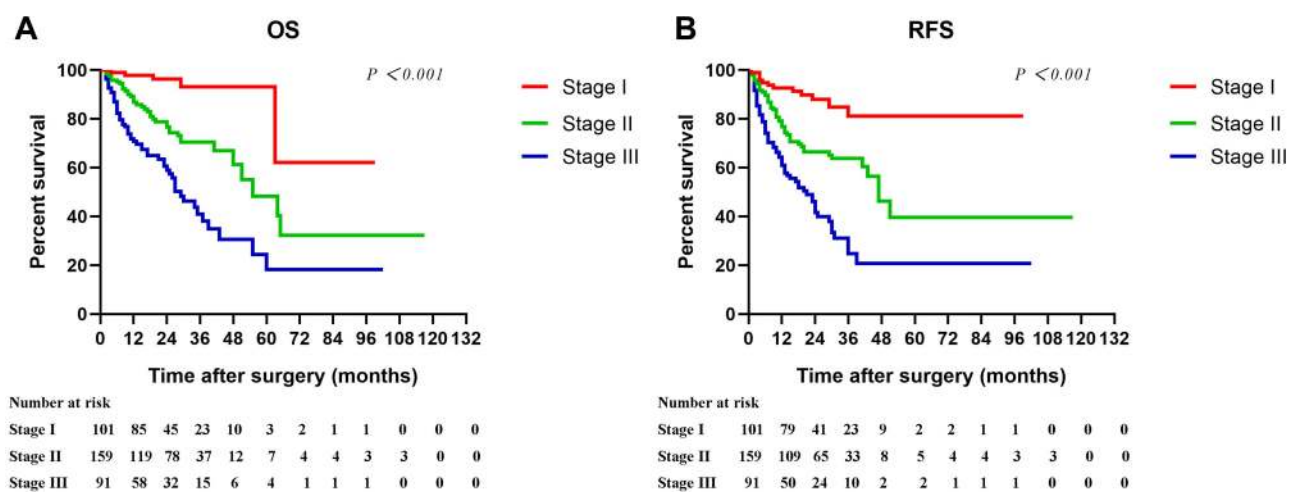 A
OS
P <0.001
Stage I
Stage II
Stage III
Percent survival
100
80
60
40
20
0
0 12 24 36 48 60 72 84 96 108 120 132
Time after surgery (months)
Number at risk
Stage I 101 85 45 23 10 3 2 1 1 0 0 0
Stage II 159 119 78 37 12 7 4 4 3 3 0 0
Stage III 91 58 32 15 6 4 1 1 1 0 0 0
B
RFS
P <0.001
Stage I
Stage II
Stage III
Percent survival
100
80
60
40
20
0
0 12 24 36 48 60 72 84 96 108 120 132
Time after surgery (months)
Number at risk
Stage I 101 79 41 23 9 2 2 1 1 0 0 0
Stage II 159 109 65 33 8 5 4 4 3 3 0 0
Stage III 91 50 24 10 2 2 1 1 1 0 0 0